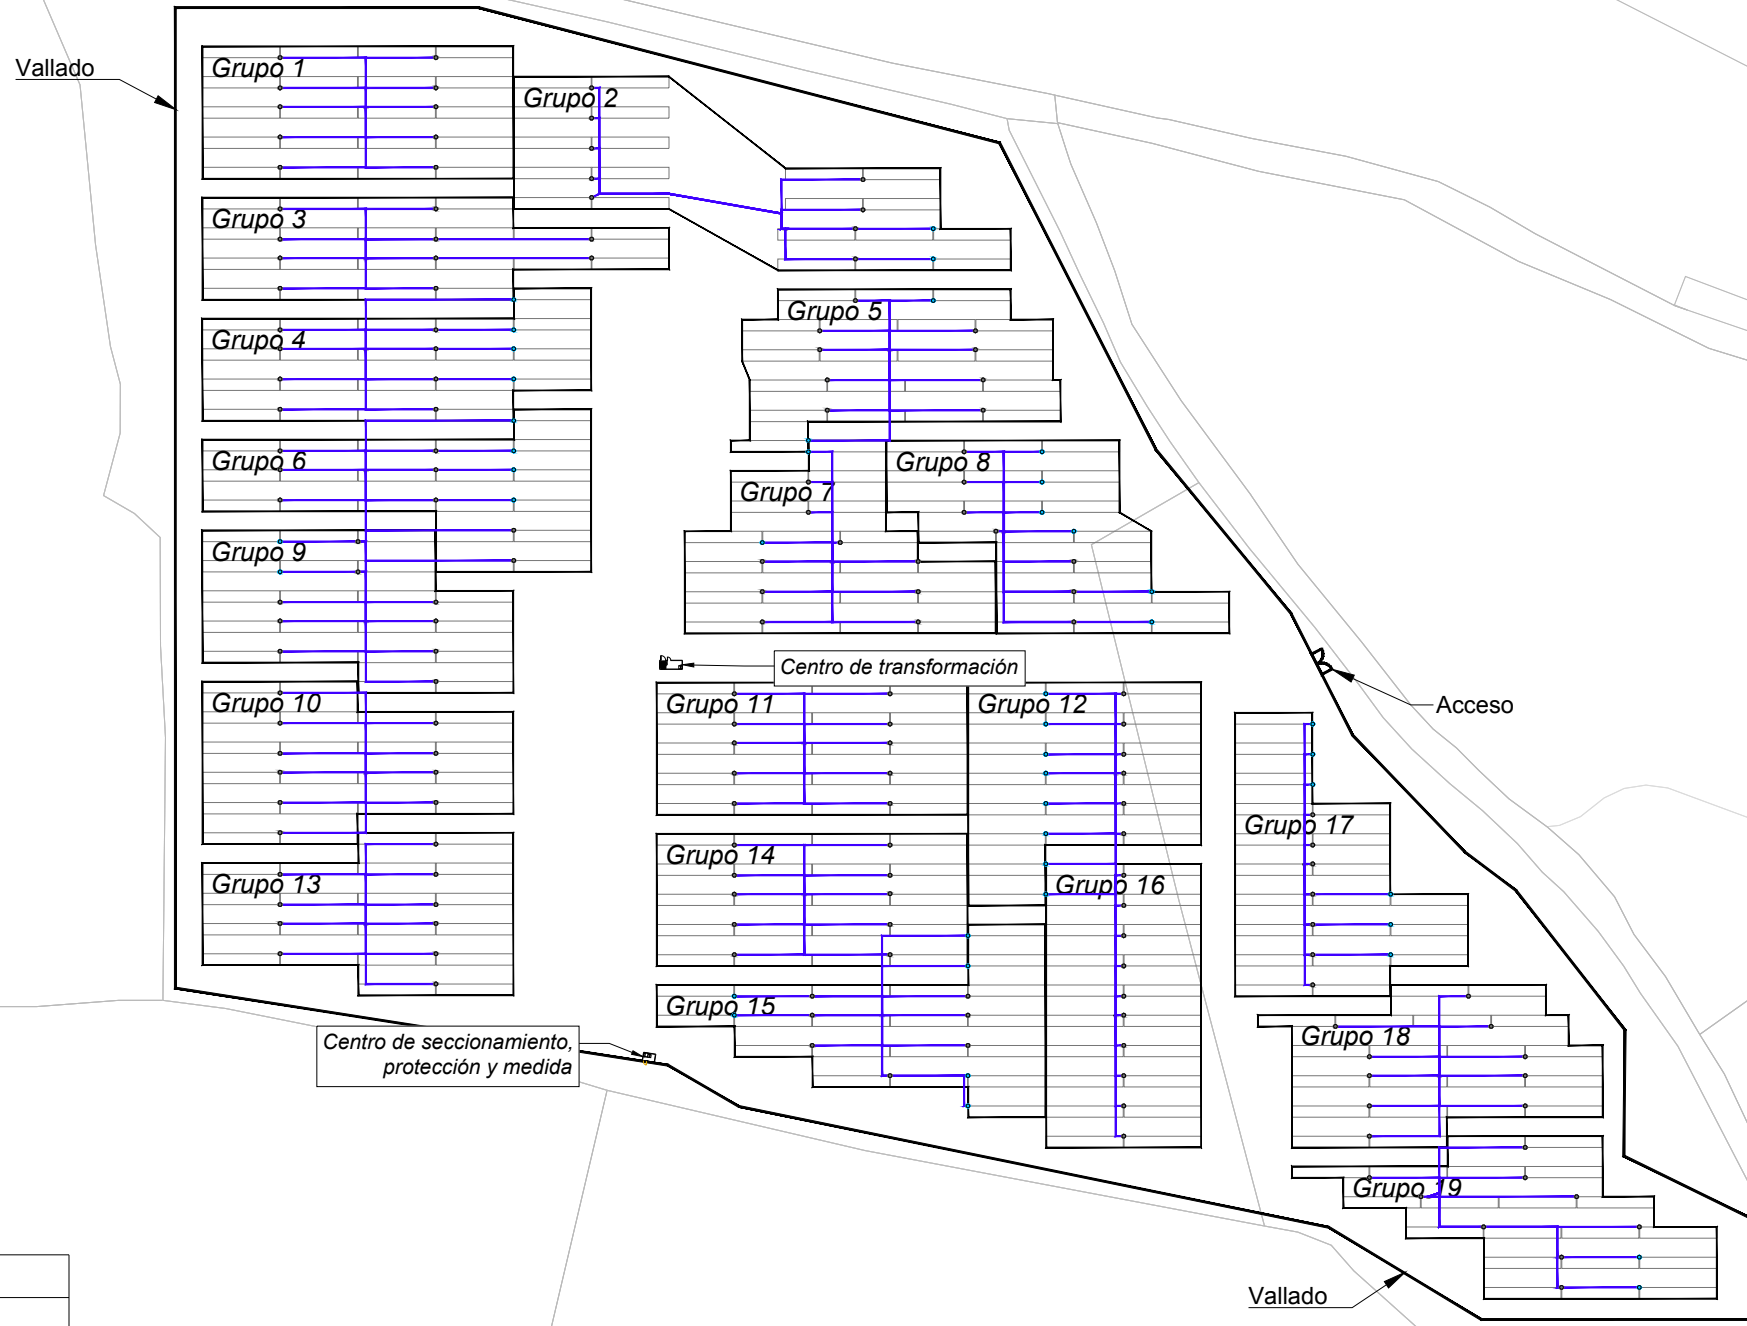 Vallado
Grupo 1
Grupo 2
Grupo 3
Grupo 4
Grupo 5
Grupo 6
Grupo 7
Grupo 8
Grupo 9
Centro de transformación
Grupo 10
Grupo 11
Grupo 12
Acceso
Grupo 17
Grupo 14
Grupo 13
Grupo 16
Grupo 15
Grupo 18
Centro de seccionamiento,
protección y medida
Grupo 19
Vallado